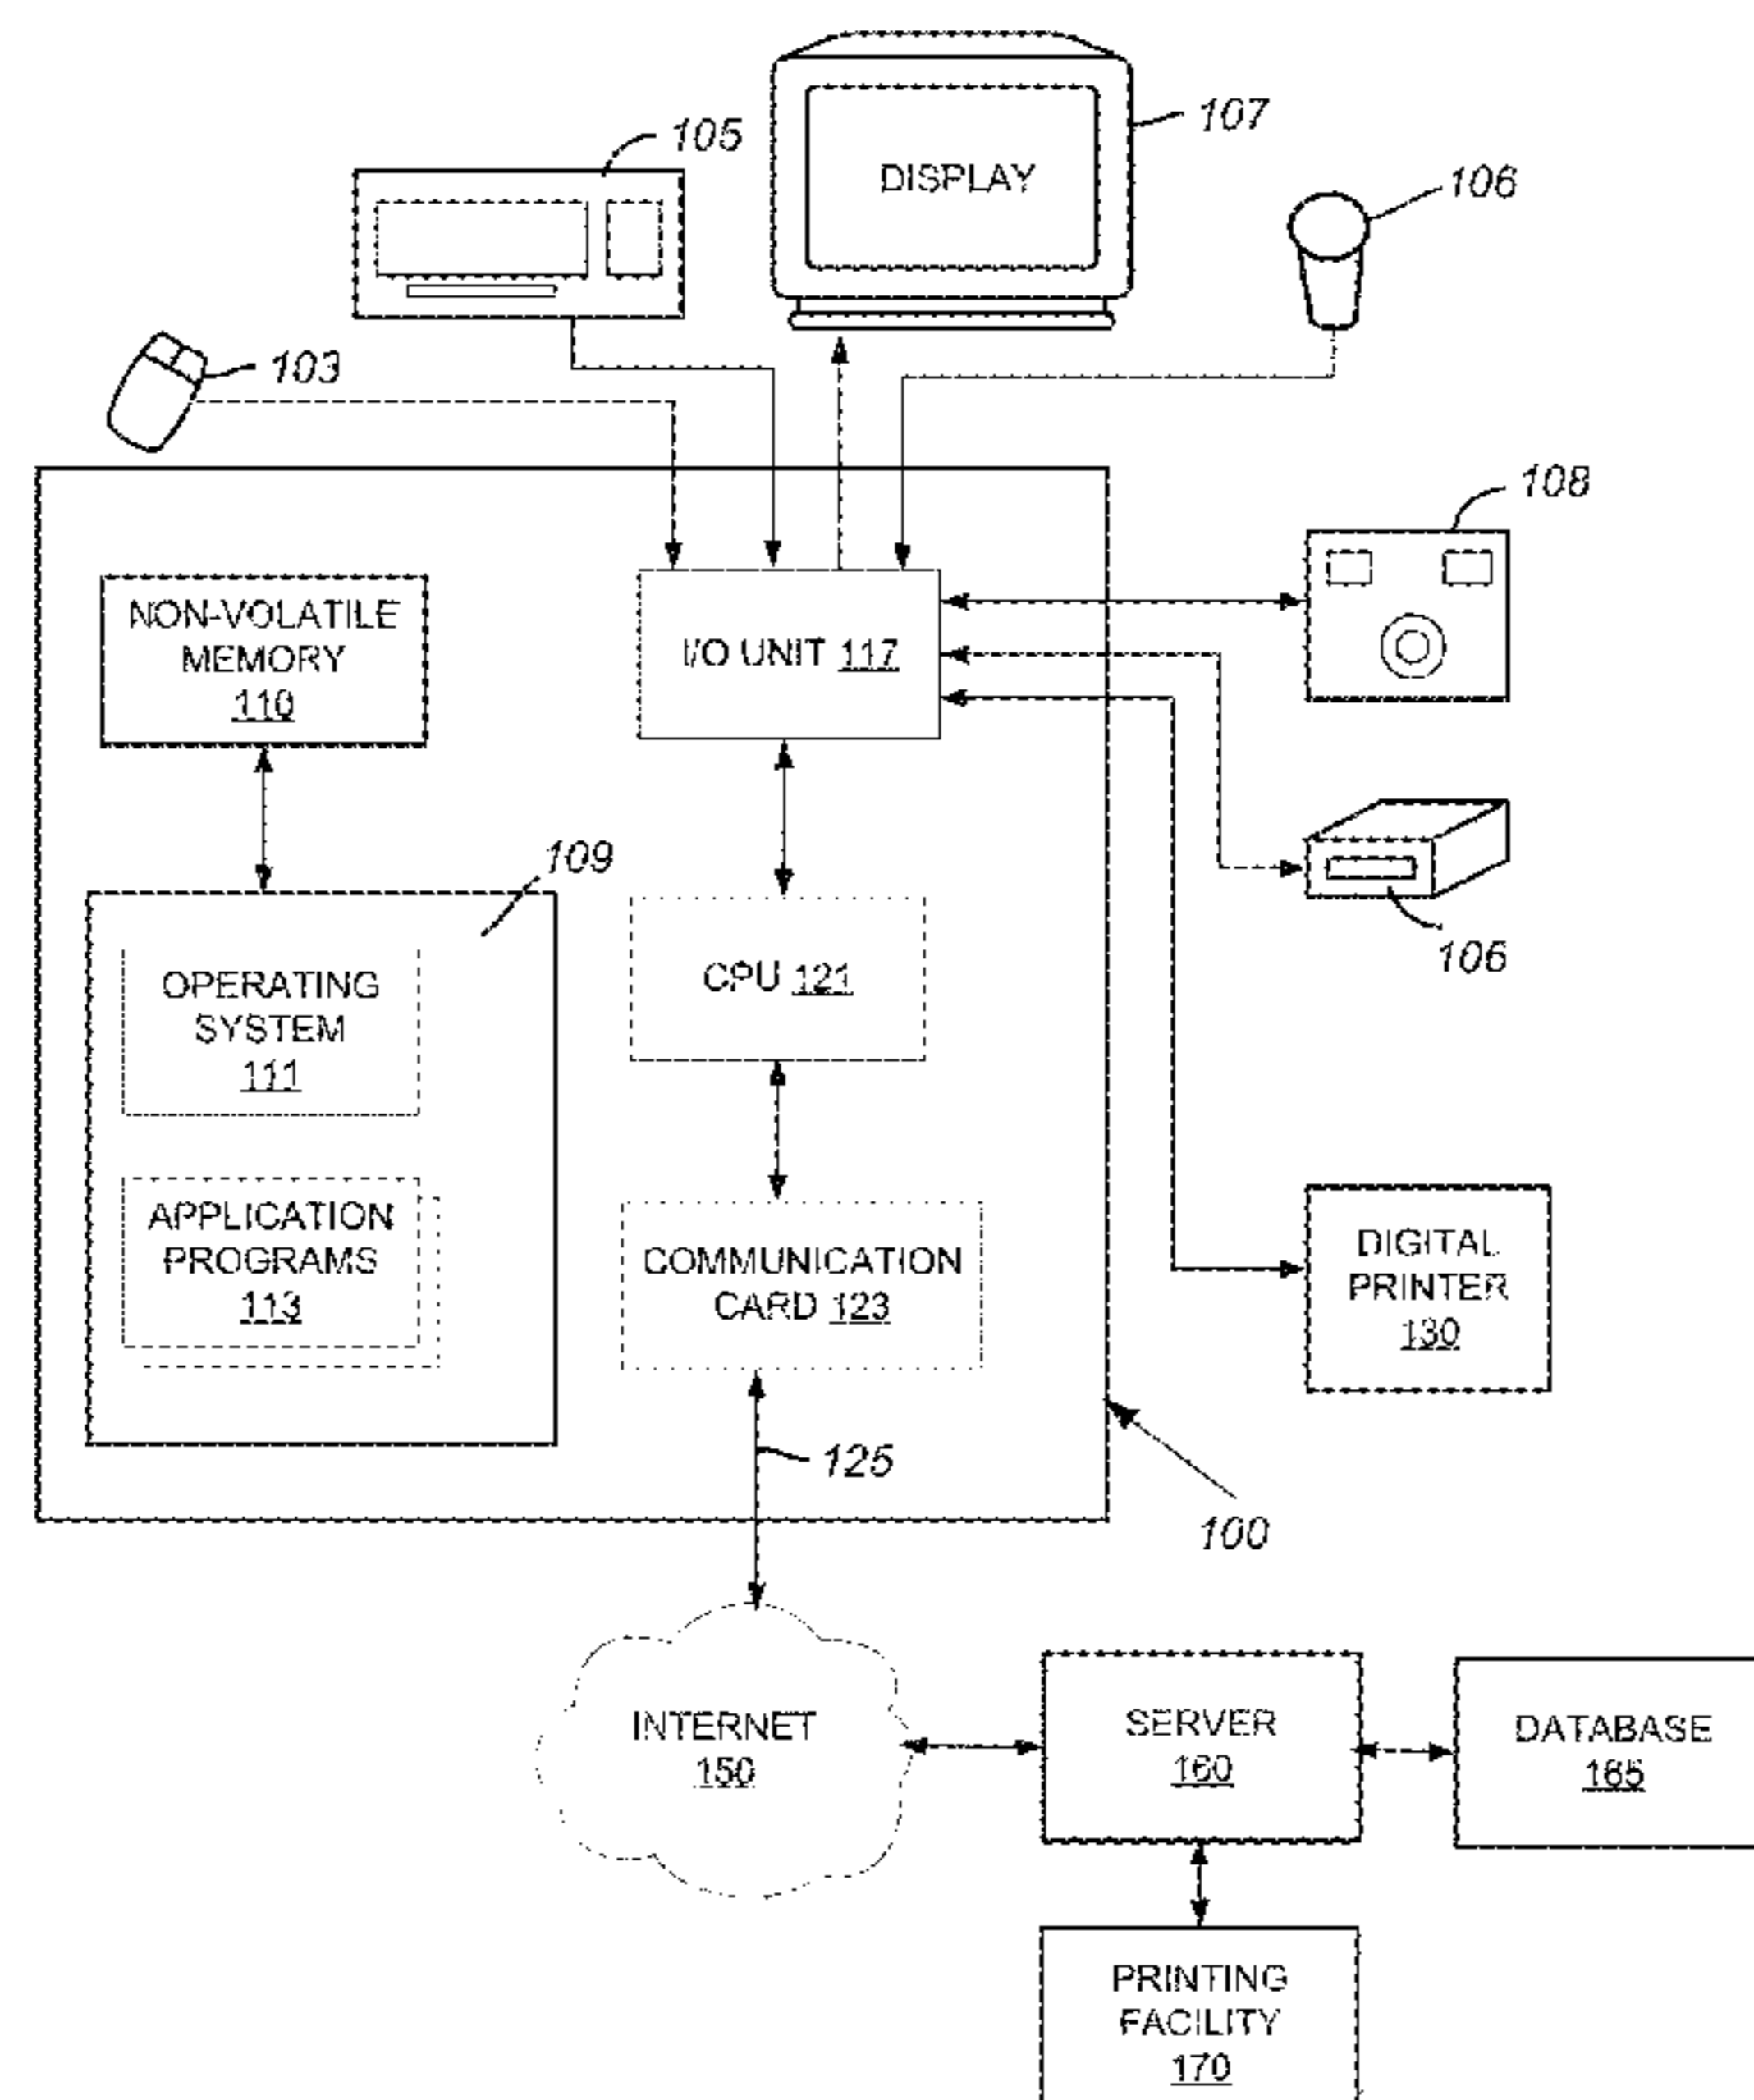 105
DISPLAY
107
106
103
108
NON-VOLATILE
MEMORY
110
I/O UNIT 117
109
OPERATING
SYSTEM
111
CPU 121
106
APPLICATION
PROGRAMS
113
COMMUNICATION
CARD 123
DIGITAL
PRINTER
130
125
100
INTERNET
150
SERVER
160
DATABASE
165
PRINTING
FACILITY
170